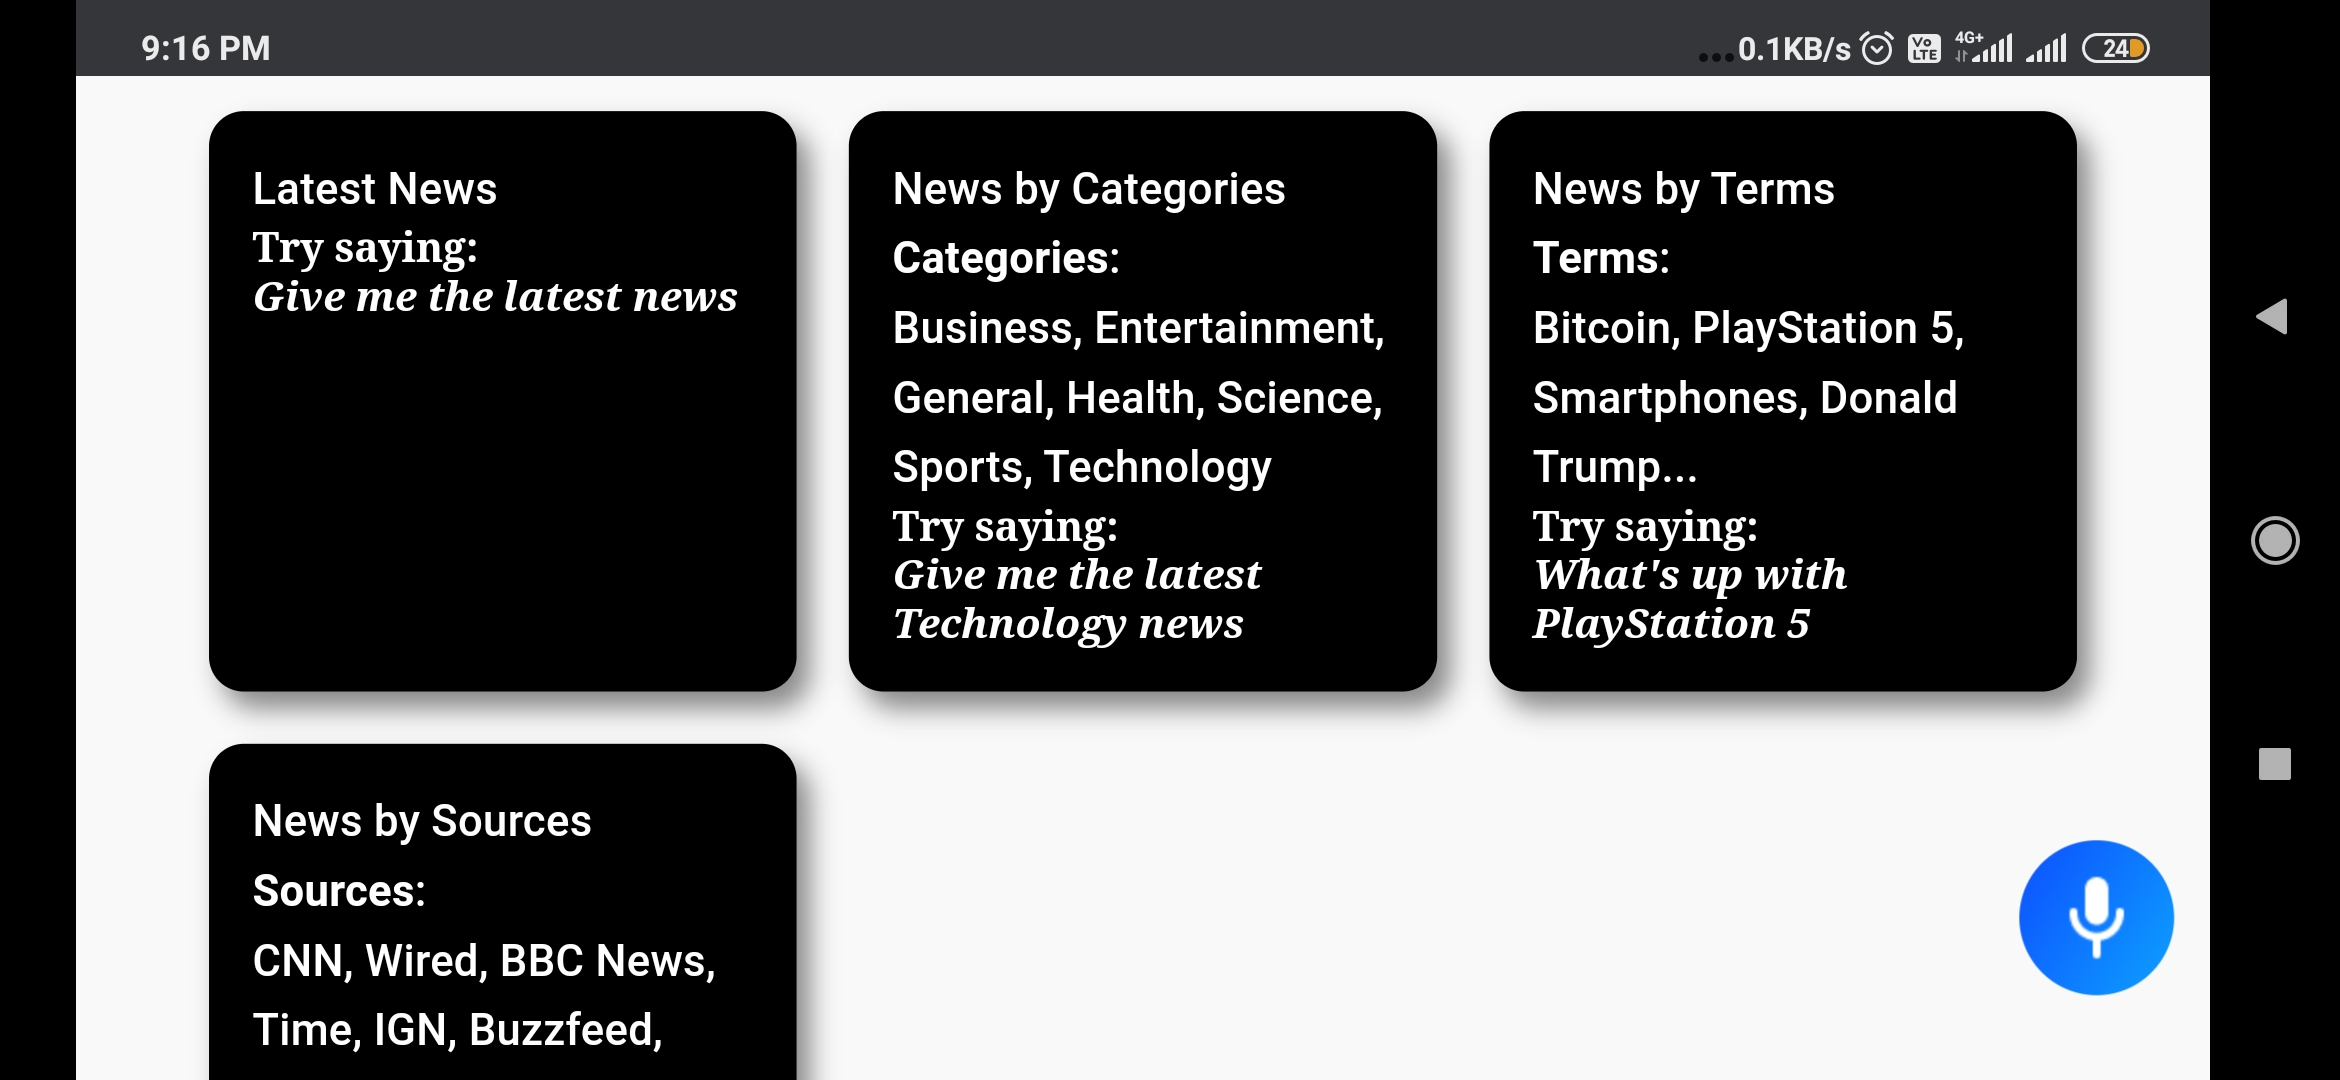 9:16 PM
...0.1KB/s Vo LTE 4G+ 24
Latest News
Try saying:
Give me the latest news
News by Categories
Categories:
Business, Entertainment,
General, Health, Science,
Sports, Technology
Try saying:
Give me the latest
Technology news
News by Terms
Terms:
Bitcoin, PlayStation 5,
Smartphones, Donald
Trump...
Try saying:
What's up with
PlayStation 5
News by Sources
Sources:
CNN, Wired, BBC News,
Time, IGN, Buzzfeed,